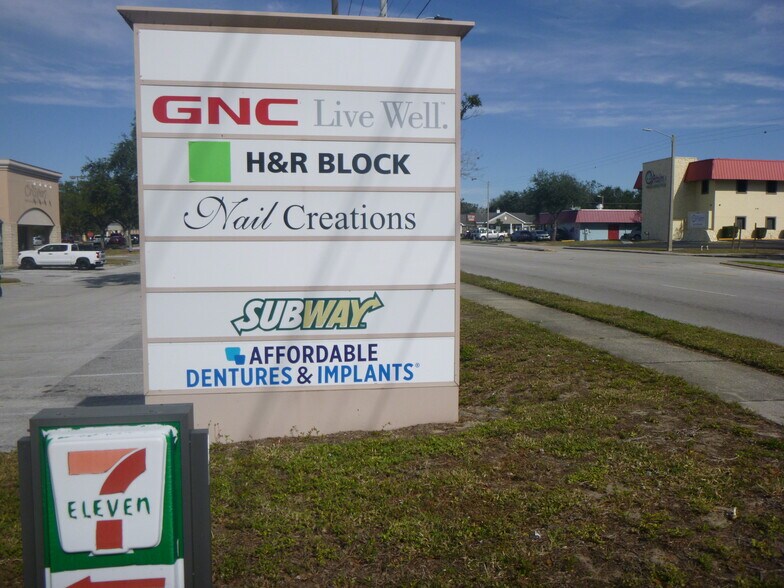 GNC Live Well.
H&R BLOCK
Nail Creations
SUBWAY
AFFORDABLE
DENTURES & IMPLANTS®
7
ELEVEN